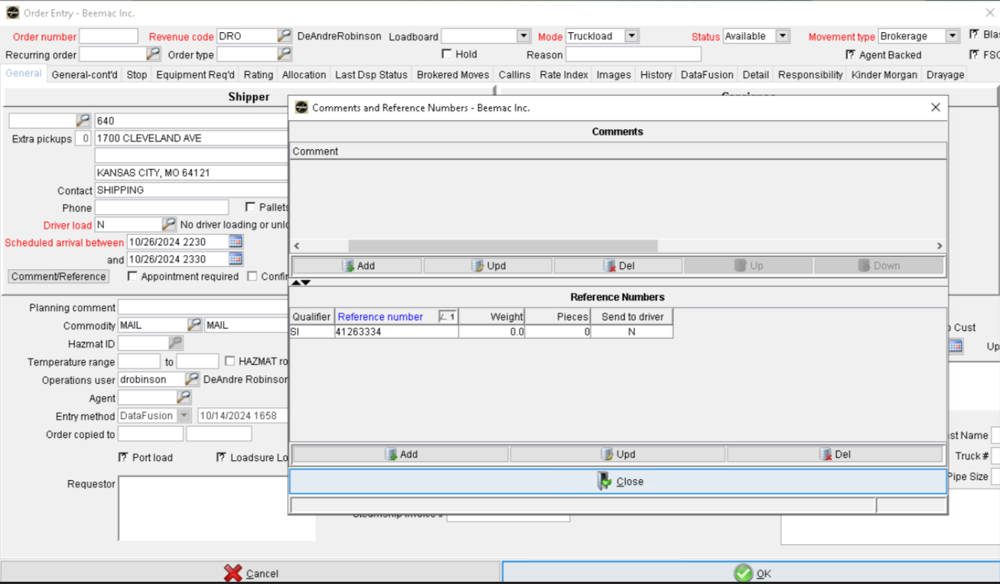 Order Entry - Beemac Inc.
Order number Revenue code DRO DeAndreRobinson Loadboard Mode Truckload Status Available Movement type Brokerage
Recurring order Order type Hold Reason Agent Backed
General General-cont'd Stop Equipment Req'd Rating Allocation Last Dsp Status Brokered Moves Callins Rate Index Images History DataFusion Detail Responsibility Kinder Morgan Drayage
Shipper
640
Extra pickups 0 1700 CLEVELAND AVE
KANSAS CITY, MO 64121
Contact SHIPPING
Phone Pallets
Driver load N No driver loading or
Scheduled arrival between 10/26/2024 2230
and 10/26/2024 2330
Comment/Reference Appointment required
Planning comment
Commodity MAIL MAIL
Hazmat ID
Temperature range to HAZMAT
Operations user drobinson DeAndre Robinson
Agent
Entry method DataFusion 10/14/2024 1658
Order copied to
Port load Loadsure
Requestor
Comments and Reference Numbers - Beemac Inc.
Comments
Comment
Add Upd Del Up Down
Reference Numbers
Qualifier Reference number 1 Weight Pieces Send to driver
SI 41263334 0.0 0 N
Add Upd Del
Close
Cust
Up
Name
Truck #
Pipe Size
Cancel OK